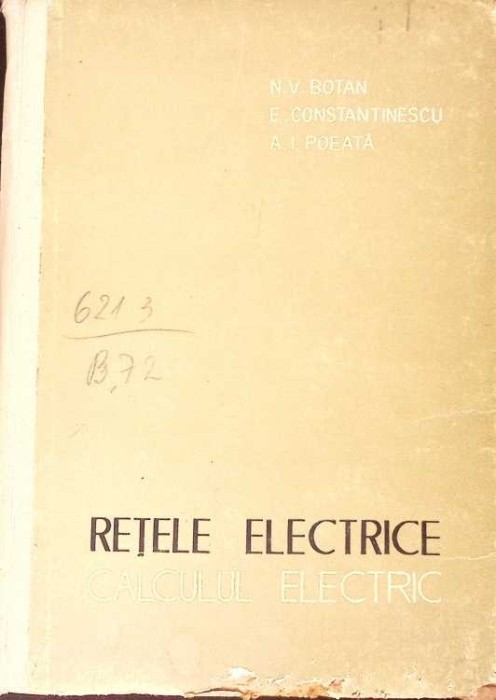 N. V. BOTAN
E. CONSTANTINESCU
A. I. POEATĂ
621 3
B.72
REȚELE ELECTRICE
CALCULUL ELECTRIC